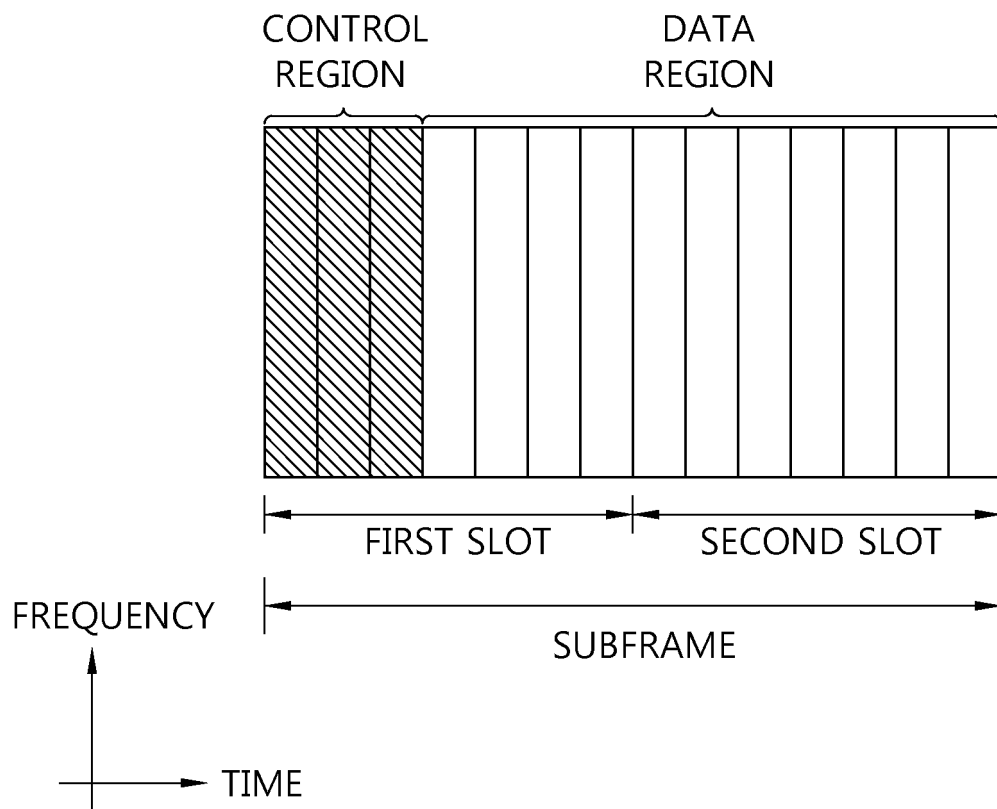 CONTROL
REGION
DATA
REGION
FIRST SLOT
SECOND SLOT
SUBFRAME
FREQUENCY
TIME